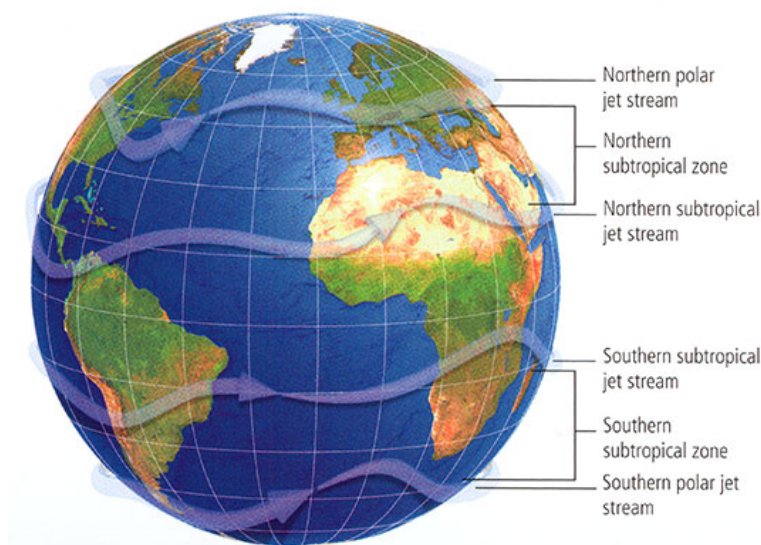 Northern polar
jet stream
Northern
subtropical zone
Northern subtropical
jet stream
Southern subtropical
jet stream
Southern
subtropical zone
Southern polar jet
stream